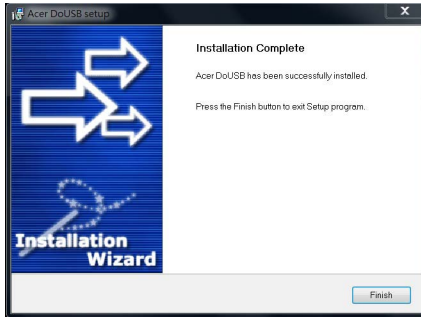 Acer DoUSB setup
Installation Complete
Acer DoUSB has been successfully installed.
Press the Finish button to exit Setup program.
Installation
Wizard
Finish